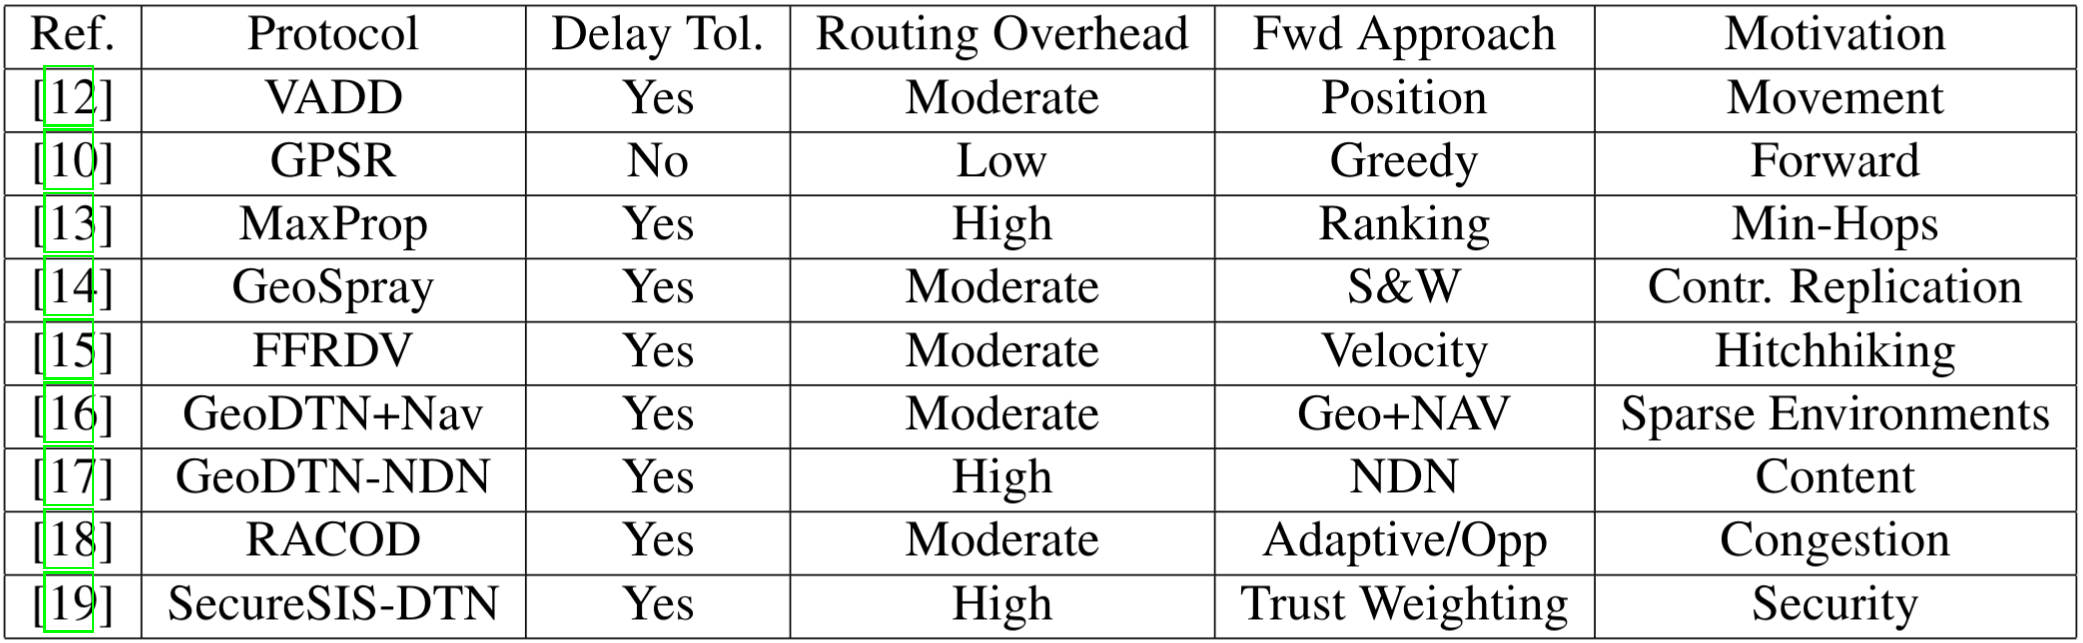 Ref. Protocol Delay Tol. Routing Overhead Fwd Approach Motivation
[12] VADD Yes Moderate Position Movement
[10] GPSR No Low Greedy Forward
[13] MaxProp Yes High Ranking Min-Hops
[14] GeoSpray Yes Moderate S&W Contr. Replication
[15] FFRDV Yes Moderate Velocity Hitchhiking
[16] GeoDTN+Nav Yes Moderate Geo+NAV Sparse Environments
[17] GeoDTN-NDN Yes High NDN Content
[18] RACOD Yes Moderate Adaptive/Opp Congestion
[19] SecureSIS-DTN Yes High Trust Weighting Security